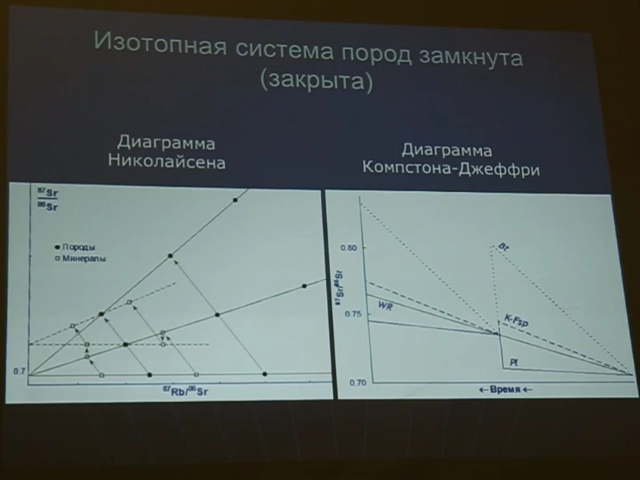 Изотопная система пород замкнута
(закрыта)
Диаграмма
Николайсена
Диаграмма
Компстона-Джеффри
87Sr
86Sr
Породы
Минералы
0.7
87Rb/86Sr
87Sr/86Sr
0.80
0.75
0.70
WR
Bt
K-Fsp
Pl
←Время←